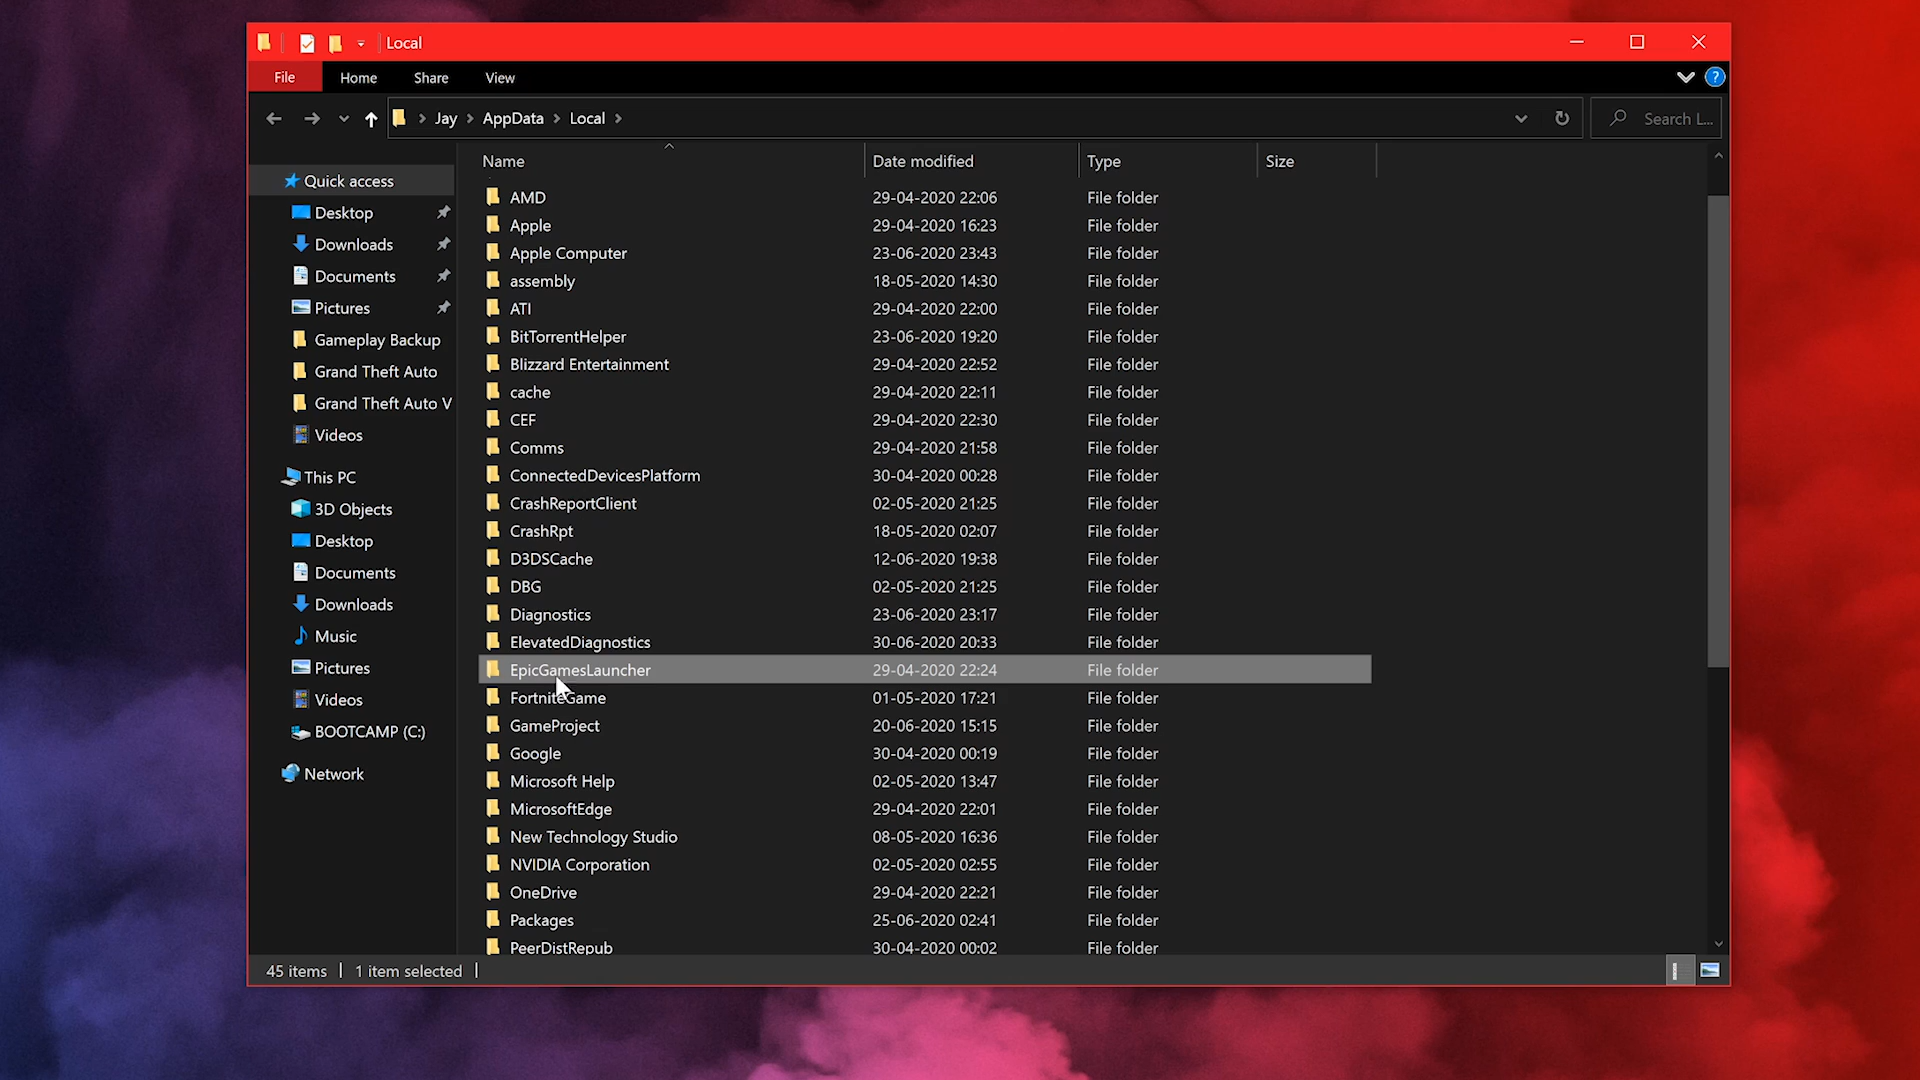 Local
File Home Share View
Jay > AppData > Local >
Search L...
Name Date modified Type Size
Quick access
Desktop
Downloads
Documents
Pictures
Gameplay Backup
Grand Theft Auto
Grand Theft Auto V
Videos
This PC
3D Objects
Desktop
Documents
Downloads
Music
Pictures
Videos
BOOTCAMP (C:)
Network
AMD 29-04-2020 22:06 File folder
Apple 29-04-2020 16:23 File folder
Apple Computer 23-06-2020 23:43 File folder
assembly 18-05-2020 14:30 File folder
ATI 29-04-2020 22:00 File folder
BitTorrentHelper 23-06-2020 19:20 File folder
Blizzard Entertainment 29-04-2020 22:52 File folder
cache 29-04-2020 22:11 File folder
CEF 29-04-2020 22:30 File folder
Comms 29-04-2020 21:58 File folder
ConnectedDevicesPlatform 30-04-2020 00:28 File folder
CrashReportClient 02-05-2020 21:25 File folder
CrashRpt 18-05-2020 02:07 File folder
D3DSCache 12-06-2020 19:38 File folder
DBG 02-05-2020 21:25 File folder
Diagnostics 23-06-2020 23:17 File folder
ElevatedDiagnostics 30-06-2020 20:33 File folder
EpicGamesLauncher 29-04-2020 22:24 File folder
FortniteGame 01-05-2020 17:21 File folder
GameProject 20-06-2020 15:15 File folder
Google 30-04-2020 00:19 File folder
Microsoft Help 02-05-2020 13:47 File folder
MicrosoftEdge 29-04-2020 22:01 File folder
New Technology Studio 08-05-2020 16:36 File folder
NVIDIA Corporation 02-05-2020 02:55 File folder
OneDrive 29-04-2020 22:21 File folder
Packages 25-06-2020 02:41 File folder
PeerDistRepub 30-04-2020 00:02 File folder
45 items | 1 item selected |